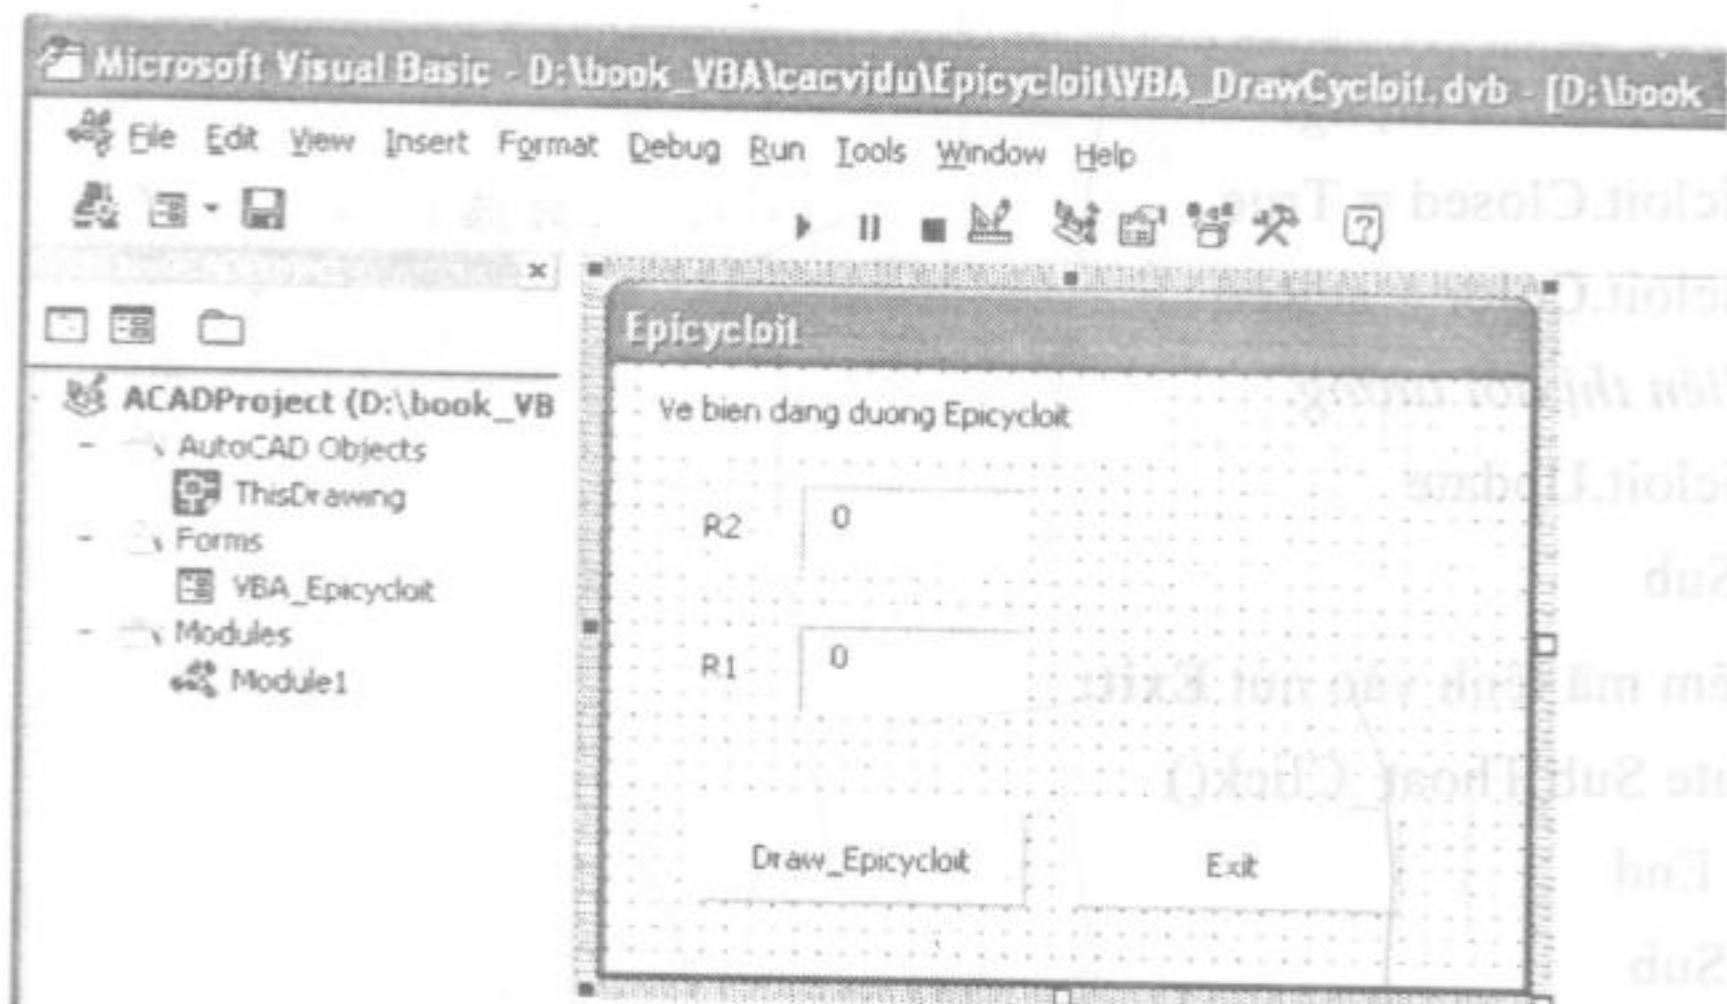 Microsoft Visual Basic - D:\book_VBA\cacvidu\Epicycloit\VBA_DrawCycloit.dvb - [D:\book_
File Edit View Insert Format Debug Run Tools Window Help
ACADProject (D:\book_VB
AutoCAD Objects
ThisDrawing
Forms
VBA_Epicycloit
Modules
Module1
Epicycloit
Ve bien dang duong Epicycloit
R2 0
R1 0
Draw_Epicycloit Exit